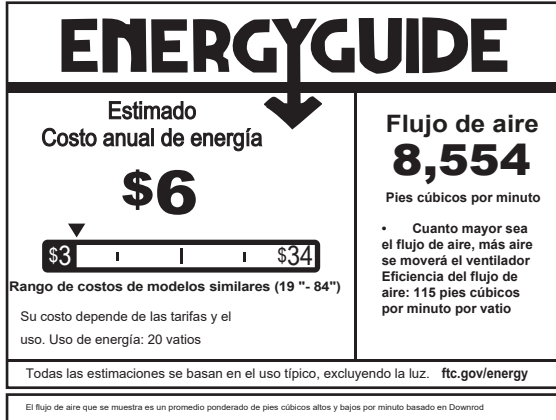 ENERGYGUIDE
Estimado
Costo anual de energía
$6
$3
$34
Rango de costos de modelos similares (19 "- 84")
Su costo depende de las tarifas y el
uso. Uso de energía: 20 vatios
Flujo de aire
8,554
Pies cúbicos por minuto
• Cuanto mayor sea
el flujo de aire, más aire
se moverá el ventilador
Eficiencia del flujo de
aire: 115 pies cúbicos
por minuto por vatio
Todas las estimaciones se basan en el uso típico, excluyendo la luz. ftc.gov/energy
El flujo de aire que se muestra es un promedio ponderado de pies cúbicos altos y bajos por minuto basado en Downrod